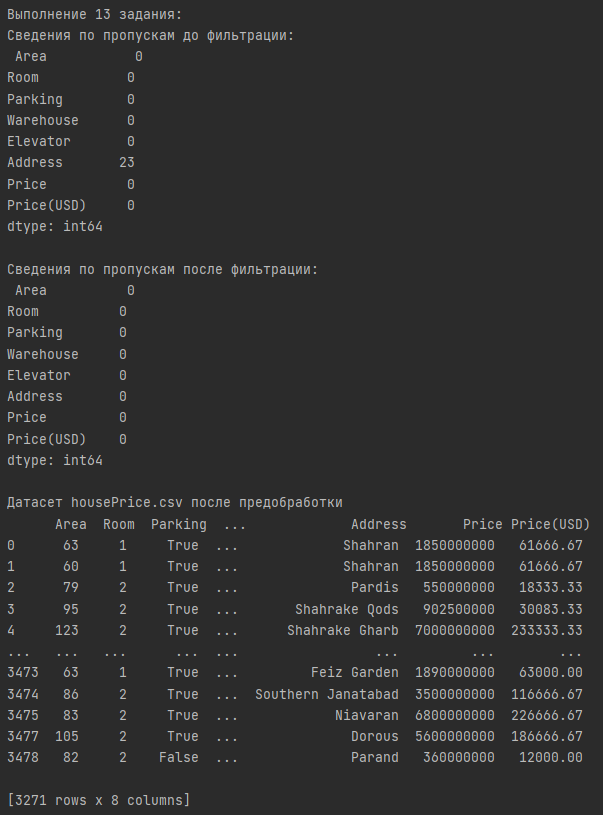 Выполнение 13 задания:
Сведения по пропускам до фильтрации:
 Area           0
Room           0
Parking        0
Warehouse      0
Elevator       0
Address       23
Price          0
Price(USD)     0
dtype: int64

Сведения по пропускам после фильтрации:
 Area          0
Room          0
Parking       0
Warehouse     0
Elevator      0
Address       0
Price         0
Price(USD)    0
dtype: int64

Датасет housePrice.csv после предобработки
      Area  Room  Parking  ...             Address       Price Price(USD)
0       63     1     True  ...             Shahran  1850000000   61666.67
1       60     1     True  ...             Shahran  1850000000   61666.67
2       79     2     True  ...              Pardis   550000000   18333.33
3       95     2     True  ...       Shahrake Qods   902500000   30083.33
4      123     2     True  ...      Shahrake Gharb  7000000000  233333.33
...    ...   ...      ...  ...                 ...         ...        ...
3473    63     1     True  ...         Feiz Garden  1890000000   63000.00
3474    86     2     True  ...  Southern Janatabad  3500000000  116666.67
3475    83     2     True  ...            Niavaran  6800000000  226666.67
3477   105     2     True  ...              Dorous  5600000000  186666.67
3478    82     2    False  ...              Parand   360000000   12000.00

[3271 rows x 8 columns]